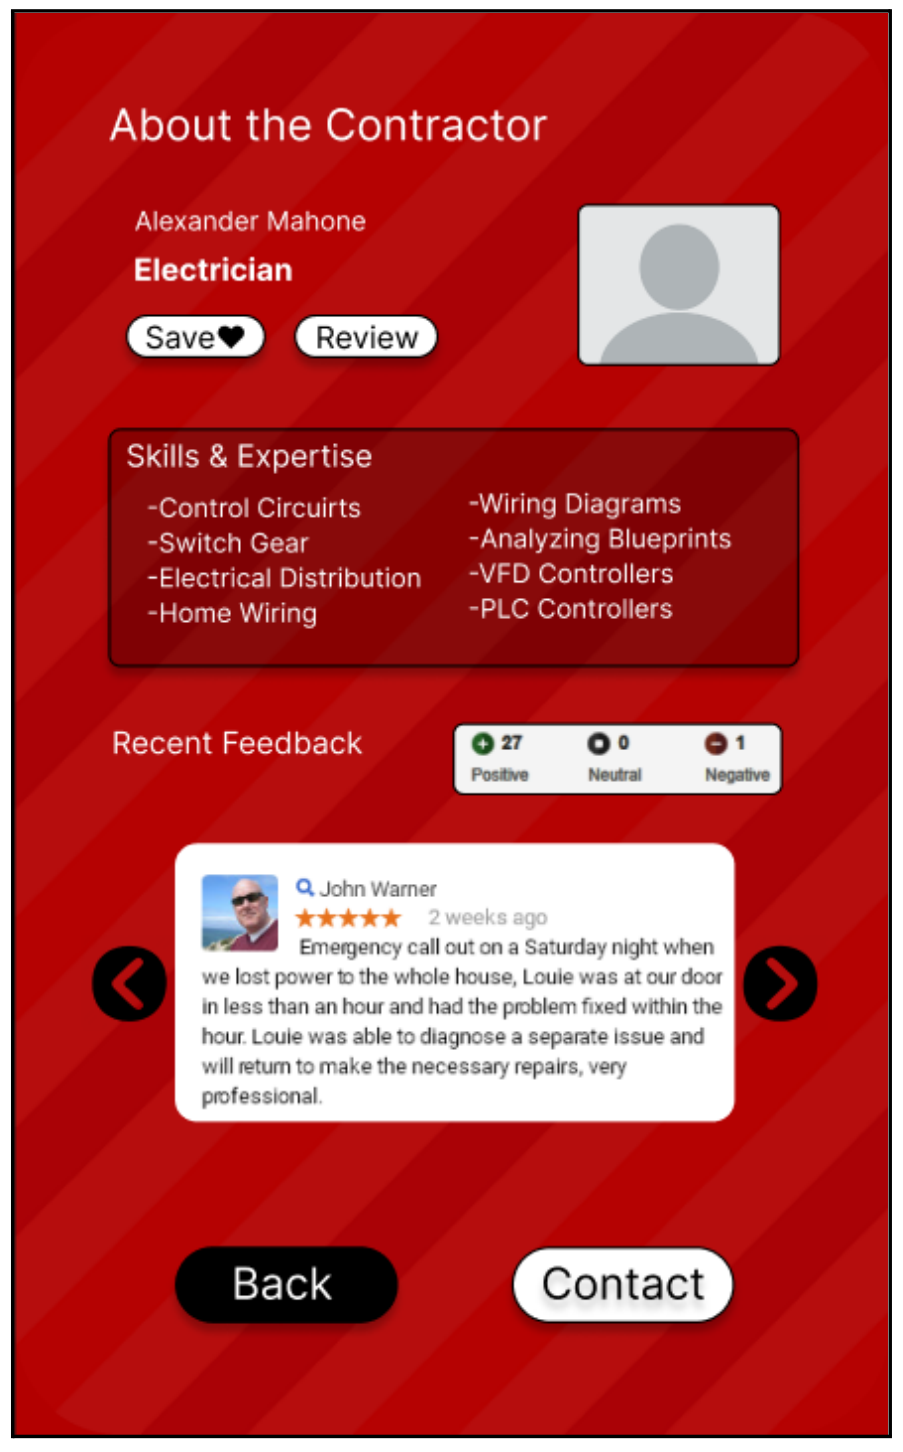 About the Contractor
Alexander Mahone
Electrician
Save
Review
Skills & Expertise
-Control Circuirts
-Switch Gear
-Electrical Distribution
-Home Wiring
-Wiring Diagrams
-Analyzing Blueprints
-VFD Controllers
-PLC Controllers
Recent Feedback
27
Positive
0
Neutral
1
Negative
John Warner
2 weeks ago
Emergency call out on a Saturday night when
we lost power to the whole house, Louie was at our door
in less than an hour and had the problem fixed within the
hour. Louie was able to diagnose a separate issue and
will return to make the necessary repairs, very
professional.
Back
Contact